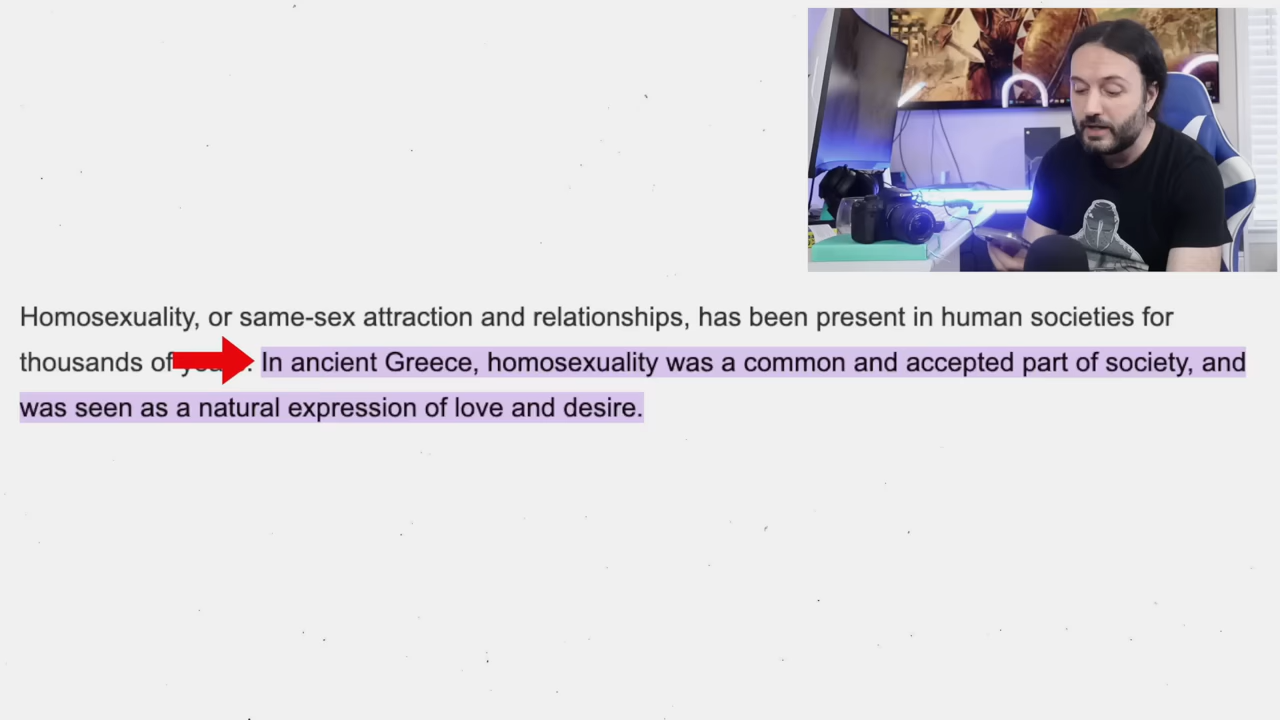 Homosexuality, or same-sex attraction and relationships, has been present in human societies for
thousands of In ancient Greece, homosexuality was a common and accepted part of society, and
was seen as a natural expression of love and desire.